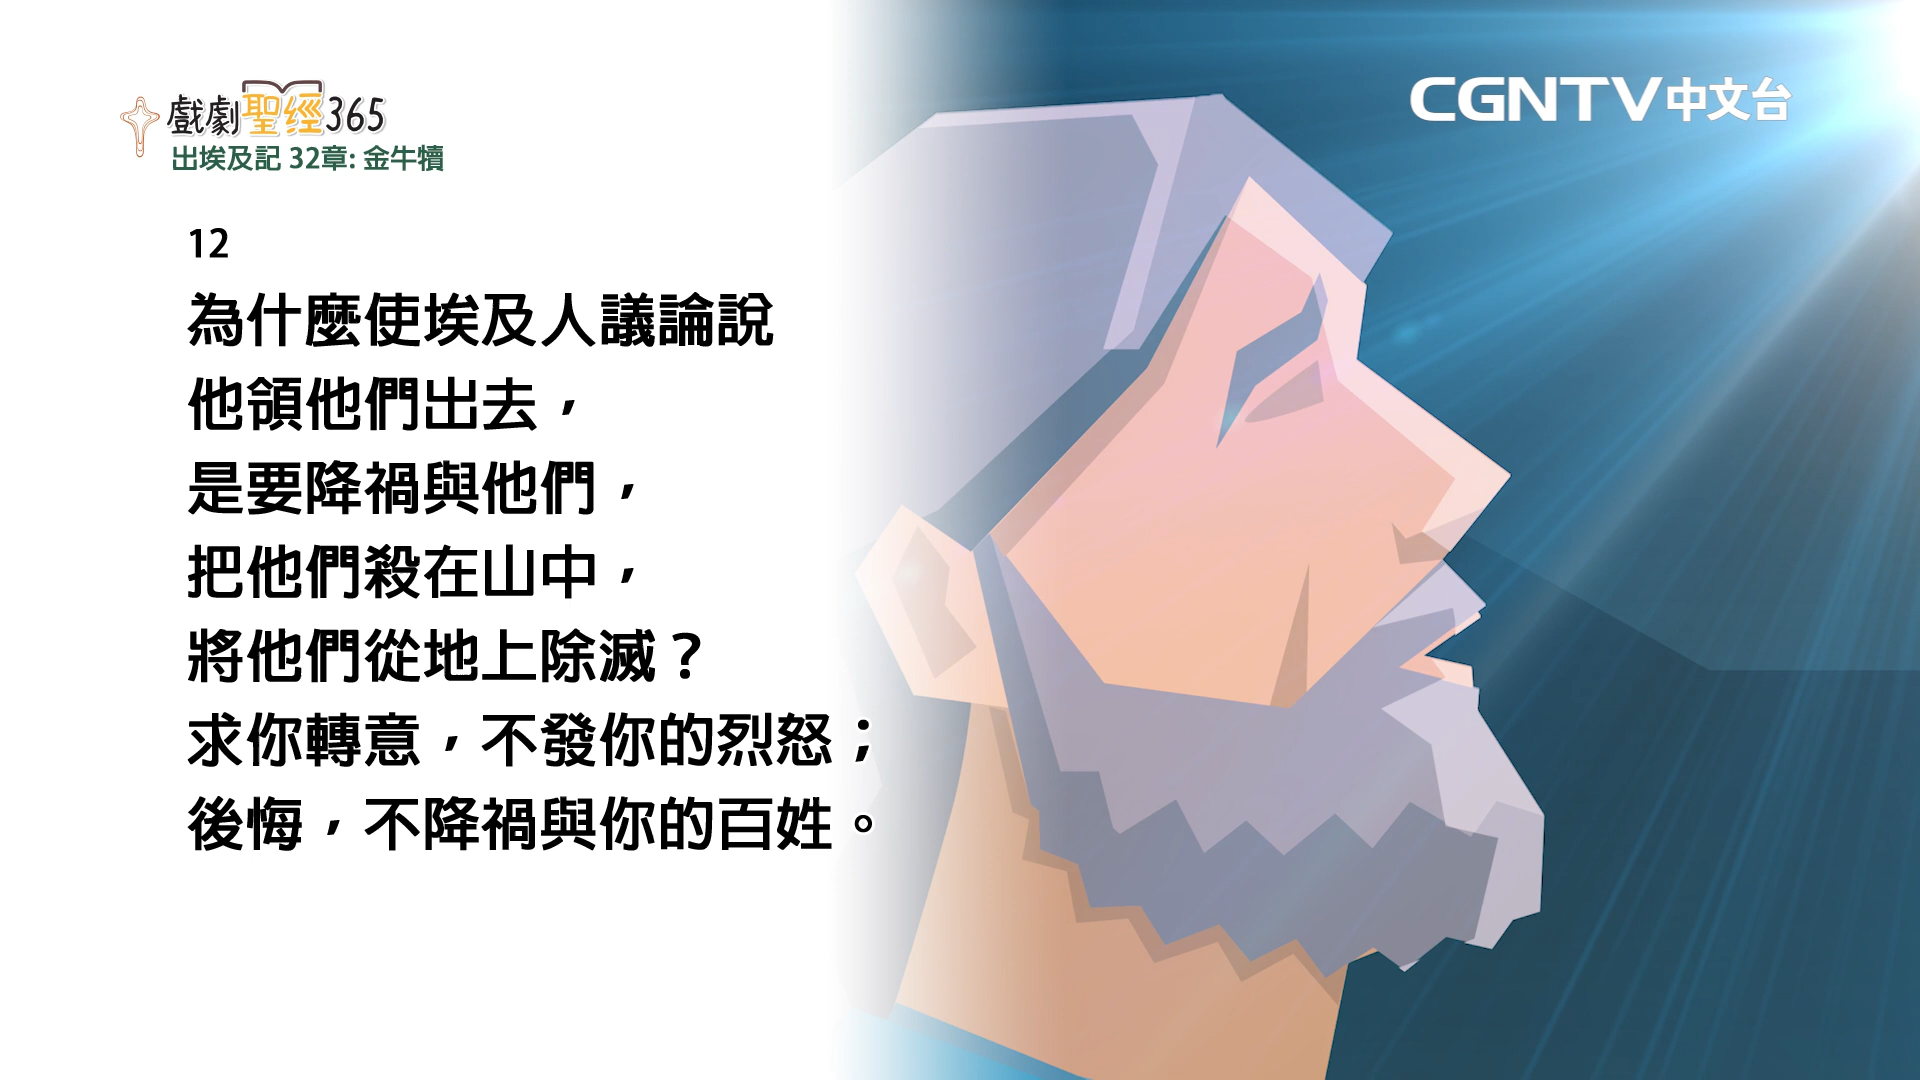 戲劇聖經365
出埃及記 32章: 金牛犢
CGNTV中文台
12
為什麼使埃及人議論說
他領他們出去，
是要降禍與他們，
把他們殺在山中，
將他們從地上除滅？
求你轉意，不發你的烈怒；
後悔，不降禍與你的百姓。